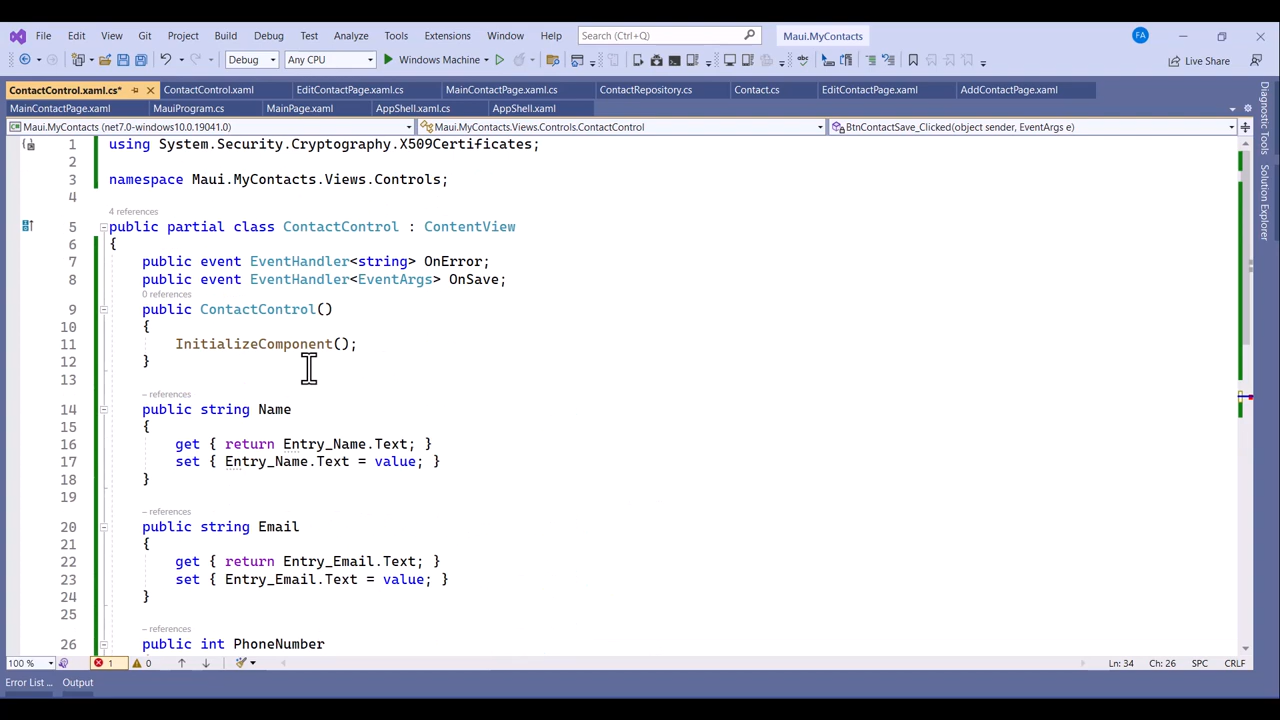 File Edit View Git Project Build Debug Test Analyze Tools Extensions Window Help Search (Ctrl+Q) Maui.MyContacts FA
Debug Any CPU Windows Machine Live Share
ContactControl.xaml.cs* ContactControl.xaml EditContactPage.xaml.cs MainContactPage.xaml.cs ContactRepository.cs Contact.cs EditContactPage.xaml AddContactPage.xaml
MainContactPage.xaml MauiProgram.cs MainPage.xaml AppShell.xaml.cs AppShell.xaml
Maui.MyContacts (net7.0-windows10.0.19041.0) Maui.MyContacts.Views.Controls.ContactControl BtnContactSave_Clicked(object sender, EventArgs e)
1 using System.Security.Cryptography.X509Certificates;
2
3 namespace Maui.MyContacts.Views.Controls;
4
4 references
5 public partial class ContactControl : ContentView
6 {
7 public event EventHandler<string> OnError;
8 public event EventHandler<EventArgs> OnSave;
0 references
9 public ContactControl()
10 {
11 InitializeComponent();
12 }
13
– references
14 public string Name
15 {
16 get { return Entry_Name.Text; }
17 set { Entry_Name.Text = value; }
18 }
19
– references
20 public string Email
21 {
22 get { return Entry_Email.Text; }
23 set { Entry_Email.Text = value; }
24 }
25
– references
26 public int PhoneNumber
100 % 1 0 Ln: 34 Ch: 26 SPC CRLF
Error List ... Output
Diagnostic Tools
Solution Explorer